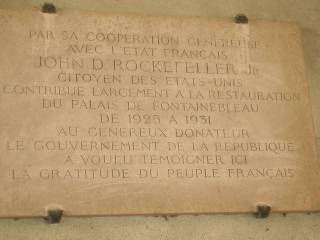 PAR SA COOPERATION GENEREUSE
AVEC L'ETAT FRANCAIS
JOHN D. ROCKEFELLER, Jr
CITOYEN DES ETATS-UNIS
CONTRIBUE LARGEMENT A LA RESTAURATION
DU PALAIS DE FONTAINEBLEAU
DE 1925 A 1931
AU GENEREUX DONATEUR
LE GOUVERNEMENT DE LA REPUBLIQUE
A VOULU TEMOIGNER ICI
LA GRATITUDE DU PEUPLE FRANCAIS